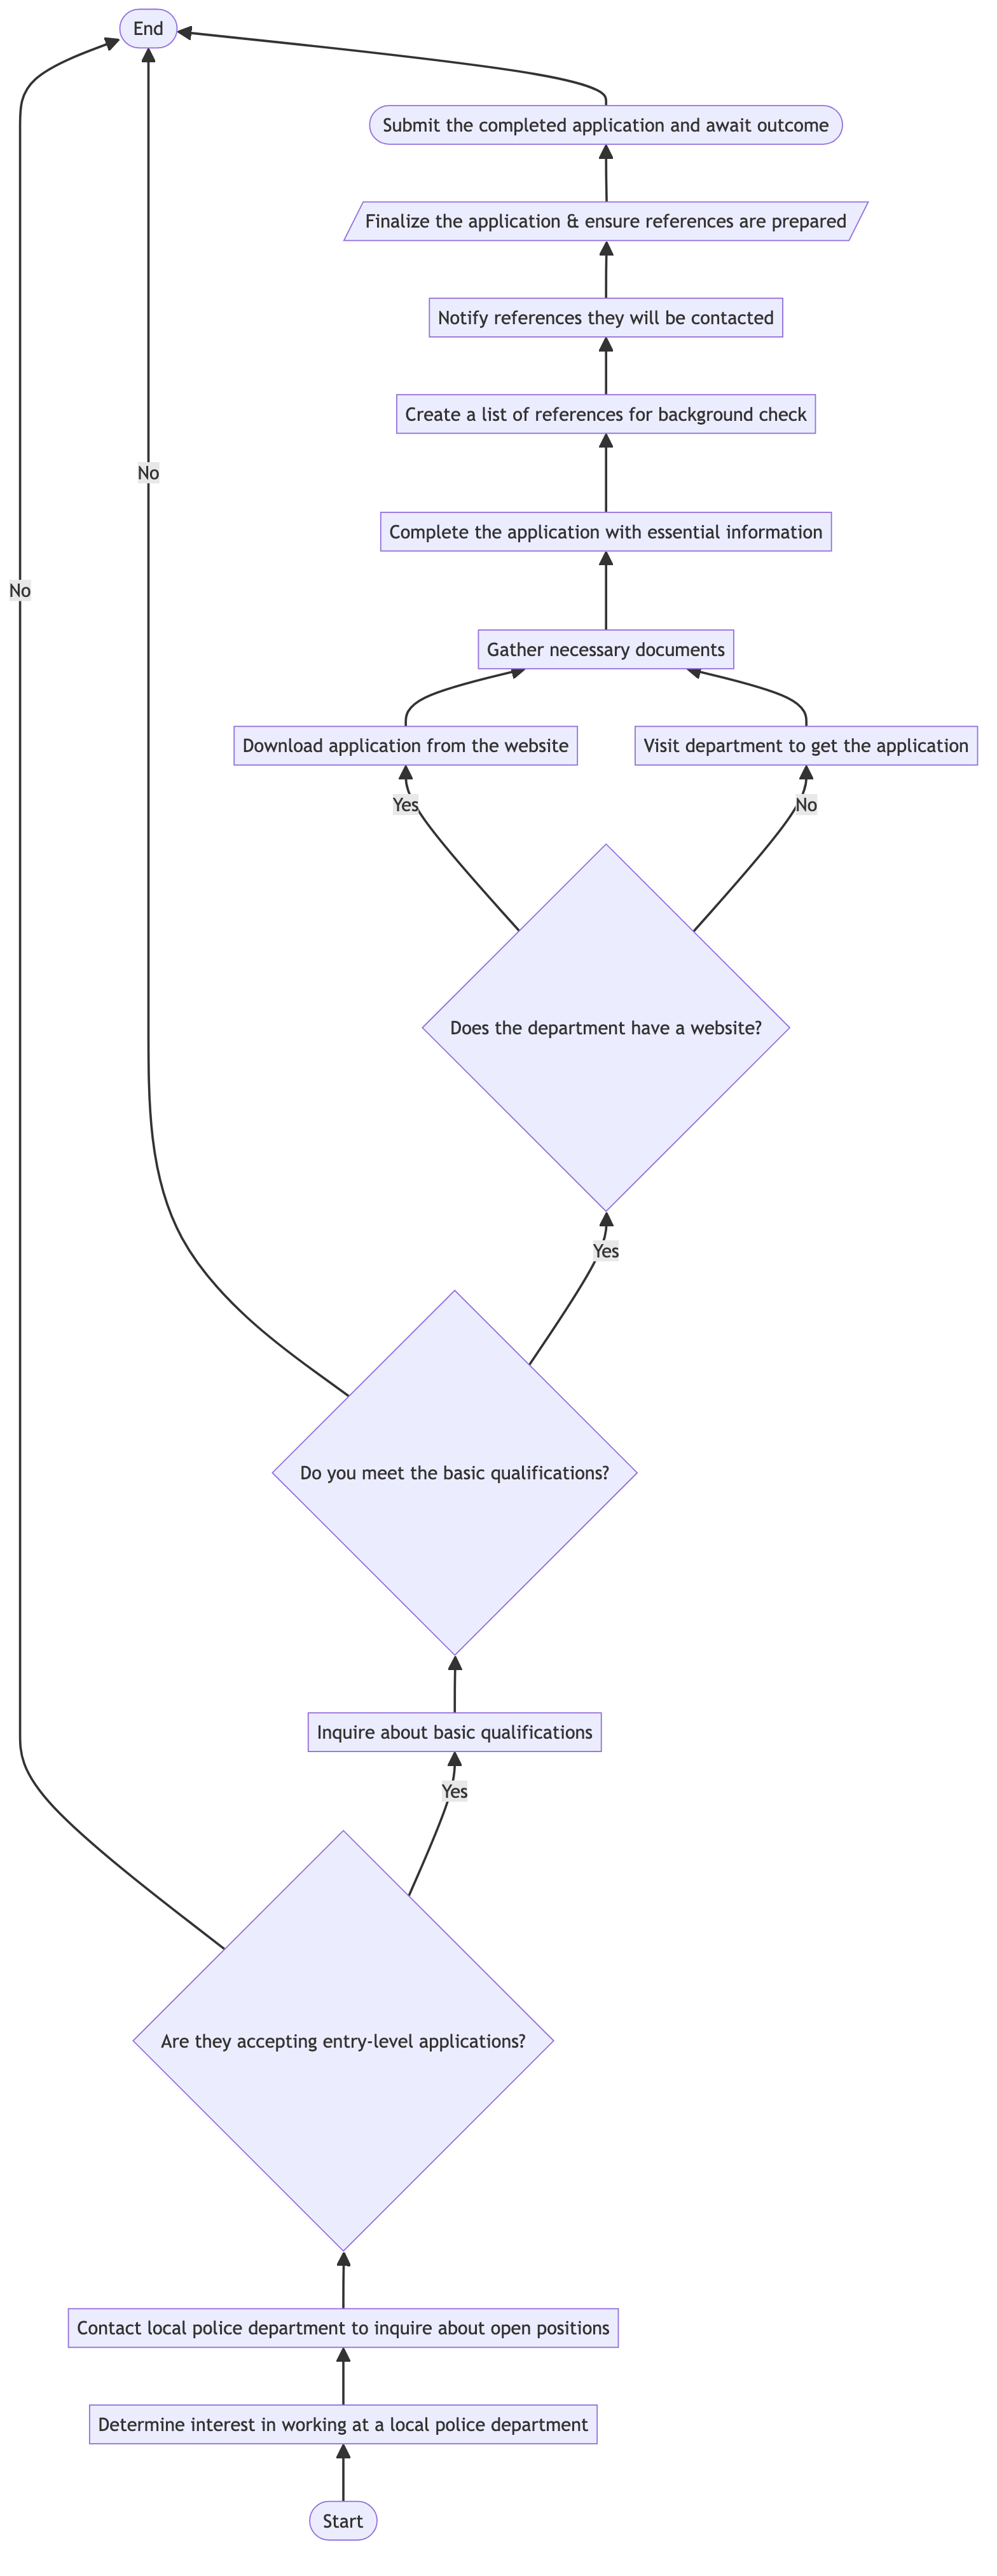 End
Submit the completed application and await outcome
Finalize the application & ensure references are prepared
Notify references they will be contacted
Create a list of references for background check
No
Complete the application with essential information
No
Gather necessary documents
Download application from the website
Visit department to get the application
Yes
No
Does the department have a website?
Yes
Do you meet the basic qualifications?
Inquire about basic qualifications
Yes
Are they accepting entry-level applications?
Contact local police department to inquire about open positions
Determine interest in working at a local police department
Start